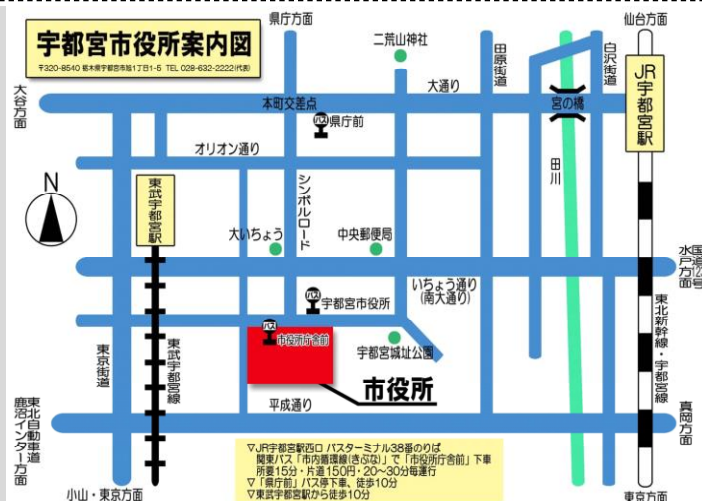 宇都宮市役所案内図
〒320-8540 栃木県宇都宮市旭1丁目1-5 TEL 028-632-2222(代表)
県庁方面
二荒山神社
田原街道
白沢街道
仙台方面
JR宇都宮駅
大谷方面
大通り
本町交差点
宮の橋
バス
県庁前
オリオン通り
田川
N
東武宇都宮駅
シンボルロード
大いちょう
中央郵便局
水戸方面
国道123号
いちょう通り
(南大通り)
バス
宇都宮市役所
バス
市役所庁舎前
宇都宮城址公園
東京街道
東武宇都宮線
東北新幹線・宇都宮線
市役所
平成通り
東北自動車道
鹿沼インター方面
真岡方面
▽JR宇都宮駅西口 バスターミナル38番のりば
関東バス「市内循環線(きぶな)」で「市役所庁舎前」下車
所要15分・片道150円・20～30分毎運行
▽「県庁前」バス停下車、徒歩10分
▽東武宇都宮駅から徒歩10分
小山・東京方面
東京方面